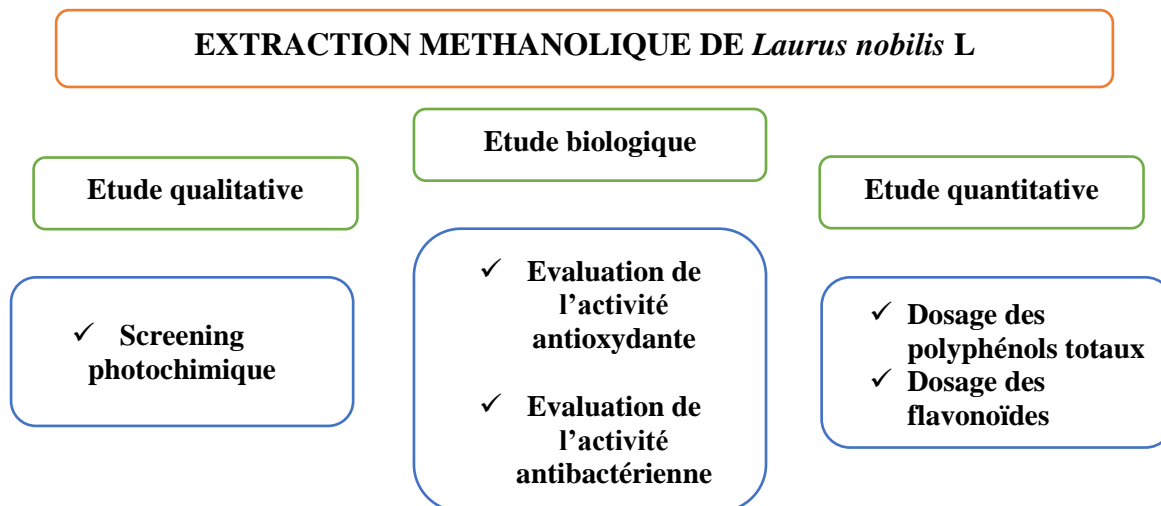 EXTRACTION METHANOLIQUE DE Laurus nobilis L
Etude biologique
Etude qualitative
Etude quantitative
✓ Screening
photochimique
✓ Evaluation de
l’activité
antioxydante
✓ Evaluation de
l’activité
antibactérienne
✓ Dosage des
polyphénols totaux
✓ Dosage des
flavonoïdes